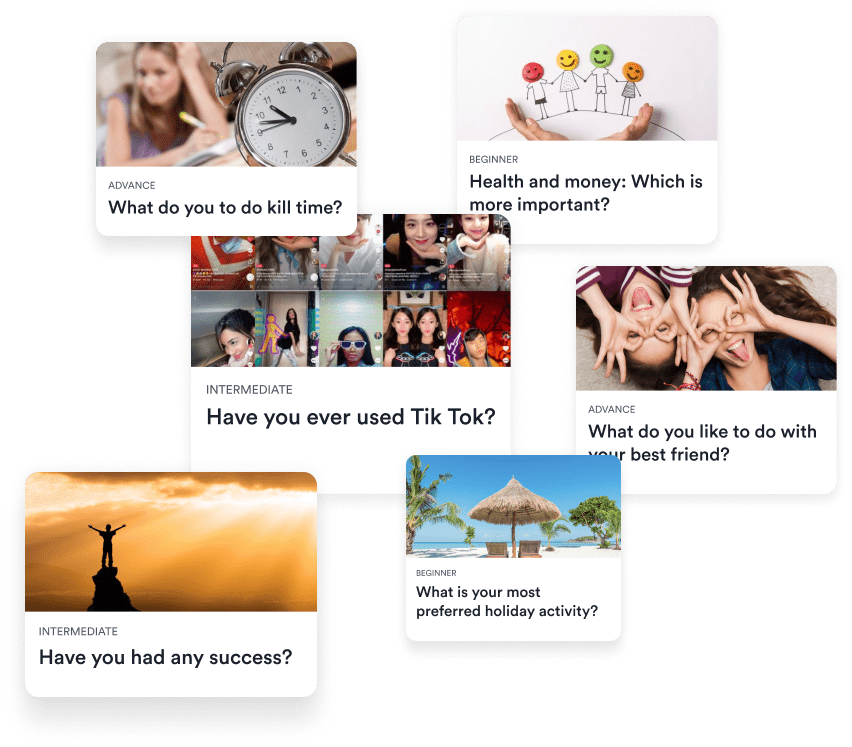 ADVANCE
What do you to do kill time?
BEGINNER
Health and money: Which is
more important?
INTERMEDIATE
Have you ever used Tik Tok?
ADVANCE
What do you like to do with
your best friend?
INTERMEDIATE
Have you had any success?
BEGINNER
What is your most
preferred holiday activity?